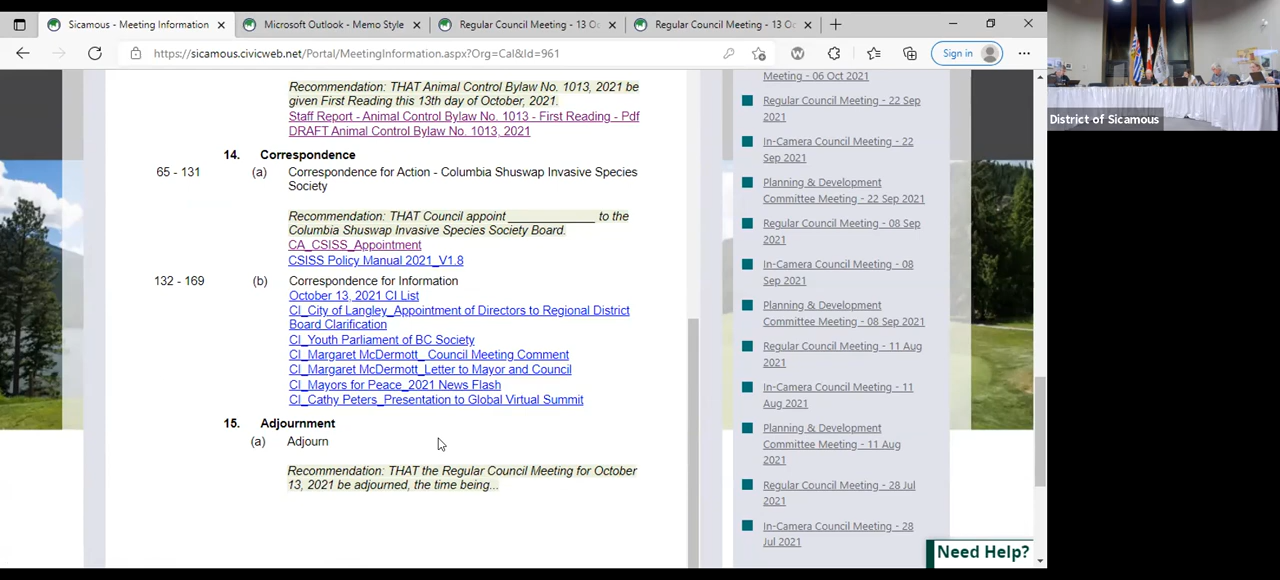 Sicamous - Meeting Information
Microsoft Outlook - Memo Style
Regular Council Meeting - 13 Oc
Regular Council Meeting - 13 Oc
https://sicamous.civicweb.net/Portal/MeetingInformation.aspx?Org=Cal&Id=961
Sign in
Recommendation: THAT Animal Control Bylaw No. 1013, 2021 be
given First Reading this 13th day of October, 2021.
Staff Report - Animal Control Bylaw No. 1013 - First Reading - Pdf
DRAFT Animal Control Bylaw No. 1013, 2021
14. Correspondence
65 - 131 (a) Correspondence for Action - Columbia Shuswap Invasive Species
Society
Recommendation: THAT Council appoint ____________ to the
Columbia Shuswap Invasive Species Society Board.
CA_CSISS_Appointment
CSISS Policy Manual 2021_V1.8
132 - 169 (b) Correspondence for Information
October 13, 2021 CI List
CI_City of Langley_Appointment of Directors to Regional District
Board Clarification
CI_Youth Parliament of BC Society
CI_Margaret McDermott_ Council Meeting Comment
CI_Margaret McDermott_Letter to Mayor and Council
CI_Mayors for Peace_2021 News Flash
CI_Cathy Peters_Presentation to Global Virtual Summit
15. Adjournment
(a) Adjourn
Recommendation: THAT the Regular Council Meeting for October
13, 2021 be adjourned, the time being...
Meeting - 06 Oct 2021
Regular Council Meeting - 22 Sep
2021
In-Camera Council Meeting - 22
Sep 2021
Planning & Development
Committee Meeting - 22 Sep 2021
Regular Council Meeting - 08 Sep
2021
In-Camera Council Meeting - 08
Sep 2021
Planning & Development
Committee Meeting - 08 Sep 2021
Regular Council Meeting - 11 Aug
2021
In-Camera Council Meeting - 11
Aug 2021
Planning & Development
Committee Meeting - 11 Aug
2021
Regular Council Meeting - 28 Jul
2021
In-Camera Council Meeting - 28
Jul 2021
Need Help?
District of Sicamous